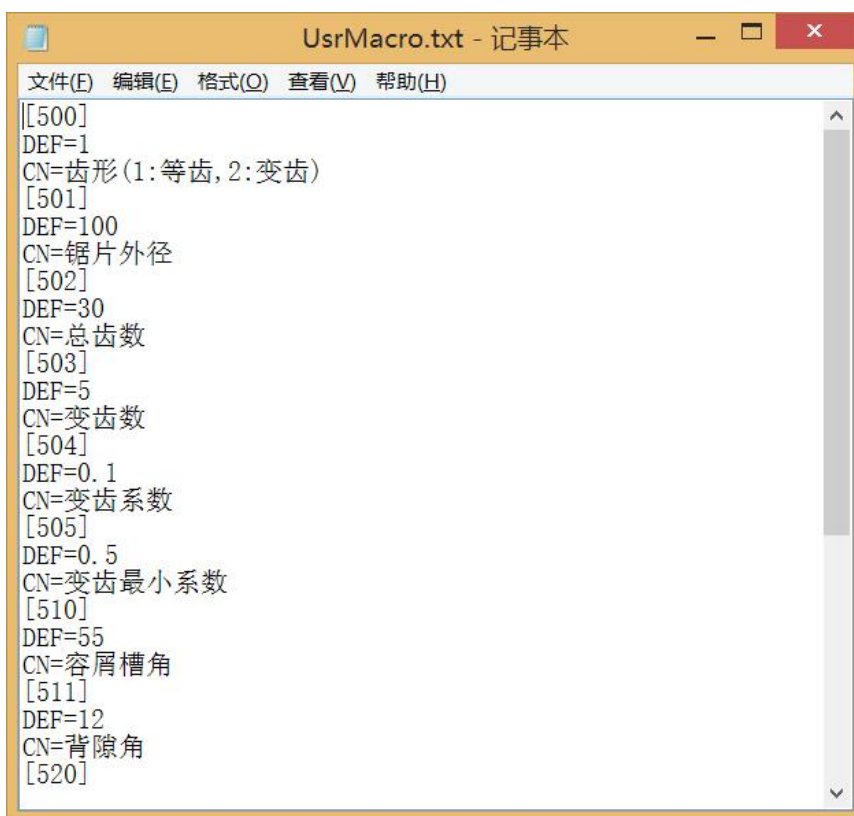 UsrMacro.txt - 记事本
文件(F) 编辑(E) 格式(O) 查看(V) 帮助(H)
[500]
DEF=1
CN=齿形(1:等齿,2:变齿)
[501]
DEF=100
CN=锯片外径
[502]
DEF=30
CN=总齿数
[503]
DEF=5
CN=变齿数
[504]
DEF=0.1
CN=变齿系数
[505]
DEF=0.5
CN=变齿最小系数
[510]
DEF=55
CN=容屑槽角
[511]
DEF=12
CN=背隙角
[520]